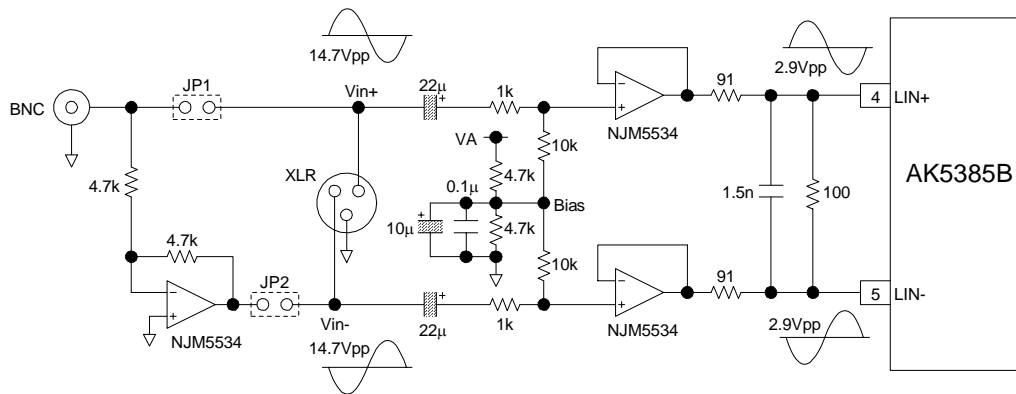 14.7Vpp
2.9Vpp
BNC
JP1
Vin+
22µ
1k
91
4
LIN+
NJM5534
VA
10k
4.7k
XLR
4.7k
0.1µ
Bias
10µ
4.7k
1.5n
100
AK5385B
4.7k
10k
91
JP2
5
LIN-
NJM5534
Vin-
22µ
1k
NJM5534
14.7Vpp
2.9Vpp